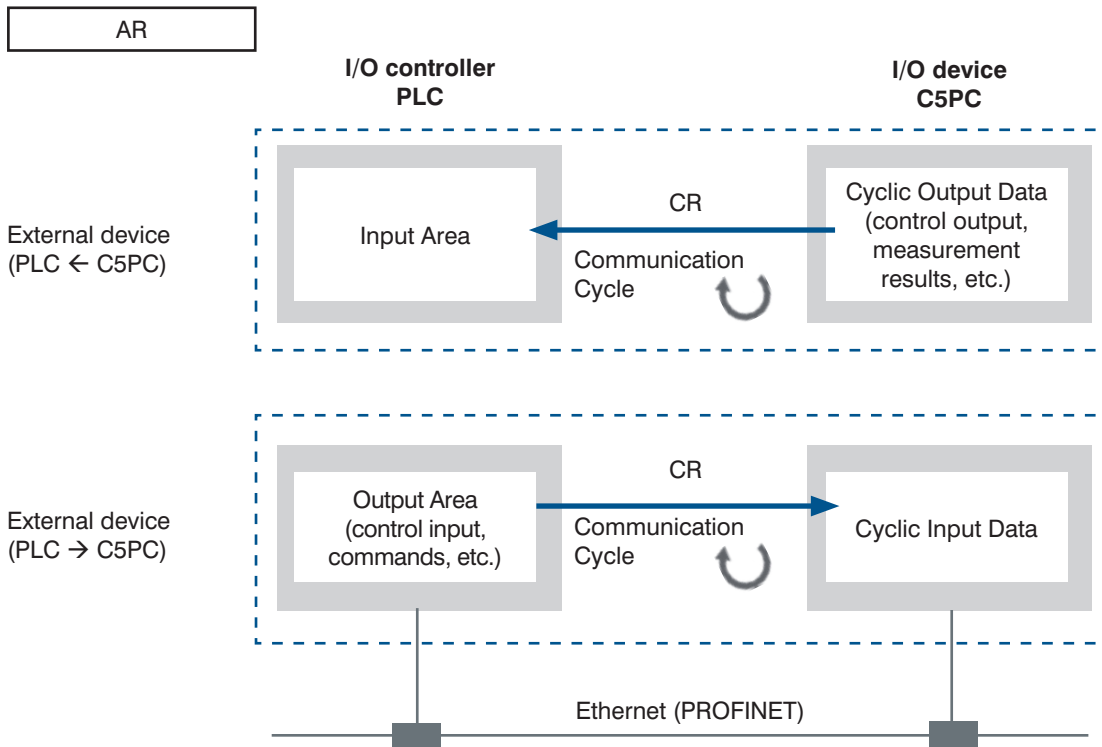 AR
I/O controller
PLC
I/O device
C5PC
External device
(PLC ← C5PC)
Input Area
CR
Communication
Cycle
Cyclic Output Data
(control output,
measurement
results, etc.)
External device
(PLC → C5PC)
Output Area
(control input,
commands, etc.)
CR
Communication
Cycle
Cyclic Input Data
Ethernet (PROFINET)